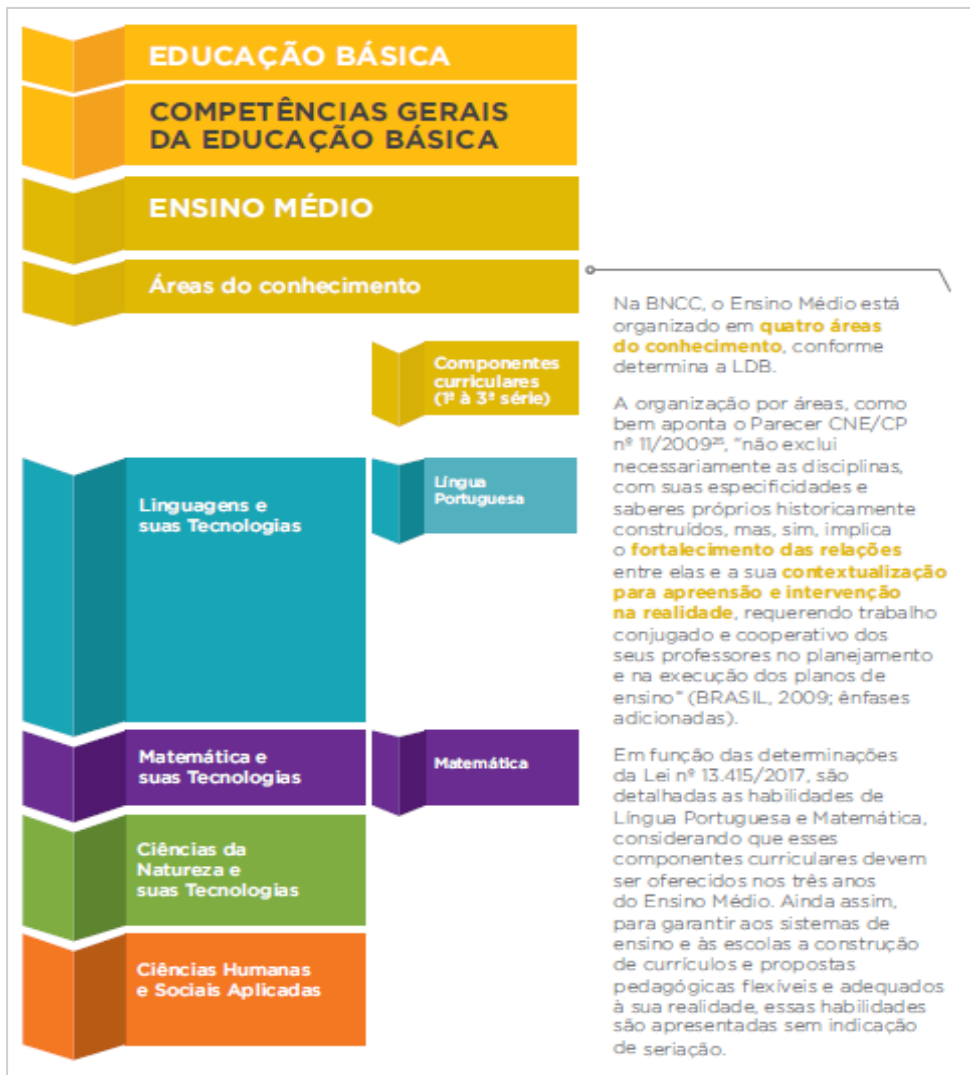 EDUCAÇÃO BÁSICA
COMPETÊNCIAS GERAIS
DA EDUCAÇÃO BÁSICA
ENSINO MÉDIO
Áreas do conhecimento
Componentes
curriculares
(1ª à 3ª série)
Linguagens e
suas Tecnologias
Língua
Portuguesa
Matemática e
suas Tecnologias
Matemática
Ciências da
Natureza e
suas Tecnologias
Ciências Humanas
e Sociais Aplicadas
Na BNCC, o Ensino Médio está
organizado em quatro áreas
do conhecimento, conforme
determina a LDB.
A organização por áreas, como
bem aponta o Parecer CNE/CP
nº 11/2009²⁵, “não exclui
necessariamente as disciplinas,
com suas especificidades e
saberes próprios historicamente
construídos, mas, sim, implica
o fortalecimento das relações
entre elas e a sua contextualização
para apreensão e intervenção
na realidade, requerendo trabalho
conjugado e cooperativo dos
seus professores no planejamento
e na execução dos planos de
ensino” (BRASIL, 2009; ênfases
adicionadas).
Em função das determinações
da Lei nº 13.415/2017, são
detalhadas as habilidades de
Língua Portuguesa e Matemática,
considerando que esses
componentes curriculares devem
ser oferecidos nos três anos
do Ensino Médio. Ainda assim,
para garantir aos sistemas de
ensino e às escolas a construção
de currículos e propostas
pedagógicas flexíveis e adequados
à sua realidade, essas habilidades
são apresentadas sem indicação
de seriação.